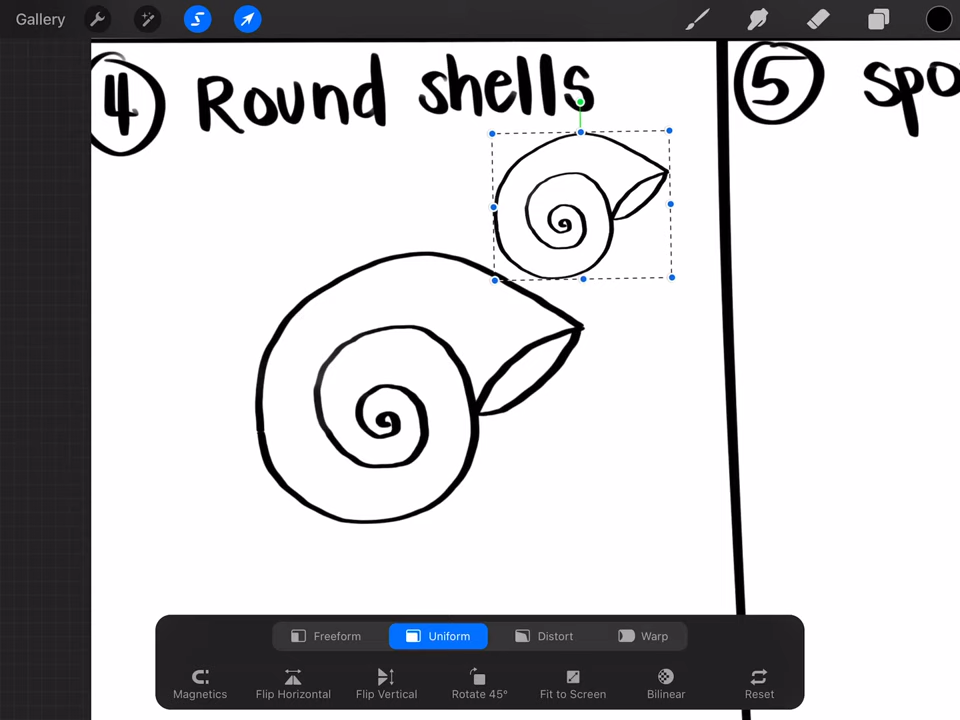 Gallery
4 Round shells
5 spo
Freeform Uniform Distort Warp
Magnetics Flip Horizontal Flip Vertical Rotate 45° Fit to Screen Bilinear Reset